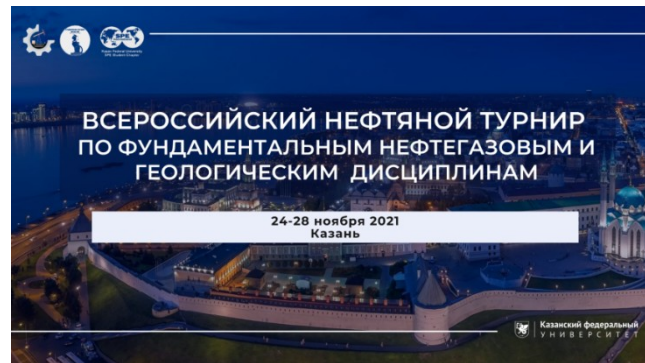 ВСЕРОССИЙСКИЙ НЕФТЯНОЙ ТУРНИР
ПО ФУНДАМЕНТАЛЬНЫМ НЕФТЕГАЗОВЫМ И
ГЕОЛОГИЧЕСКИМ ДИСЦИПЛИНАМ
24-28 ноября 2021
Казань
Казанский федеральный
УНИВЕРСИТЕТ